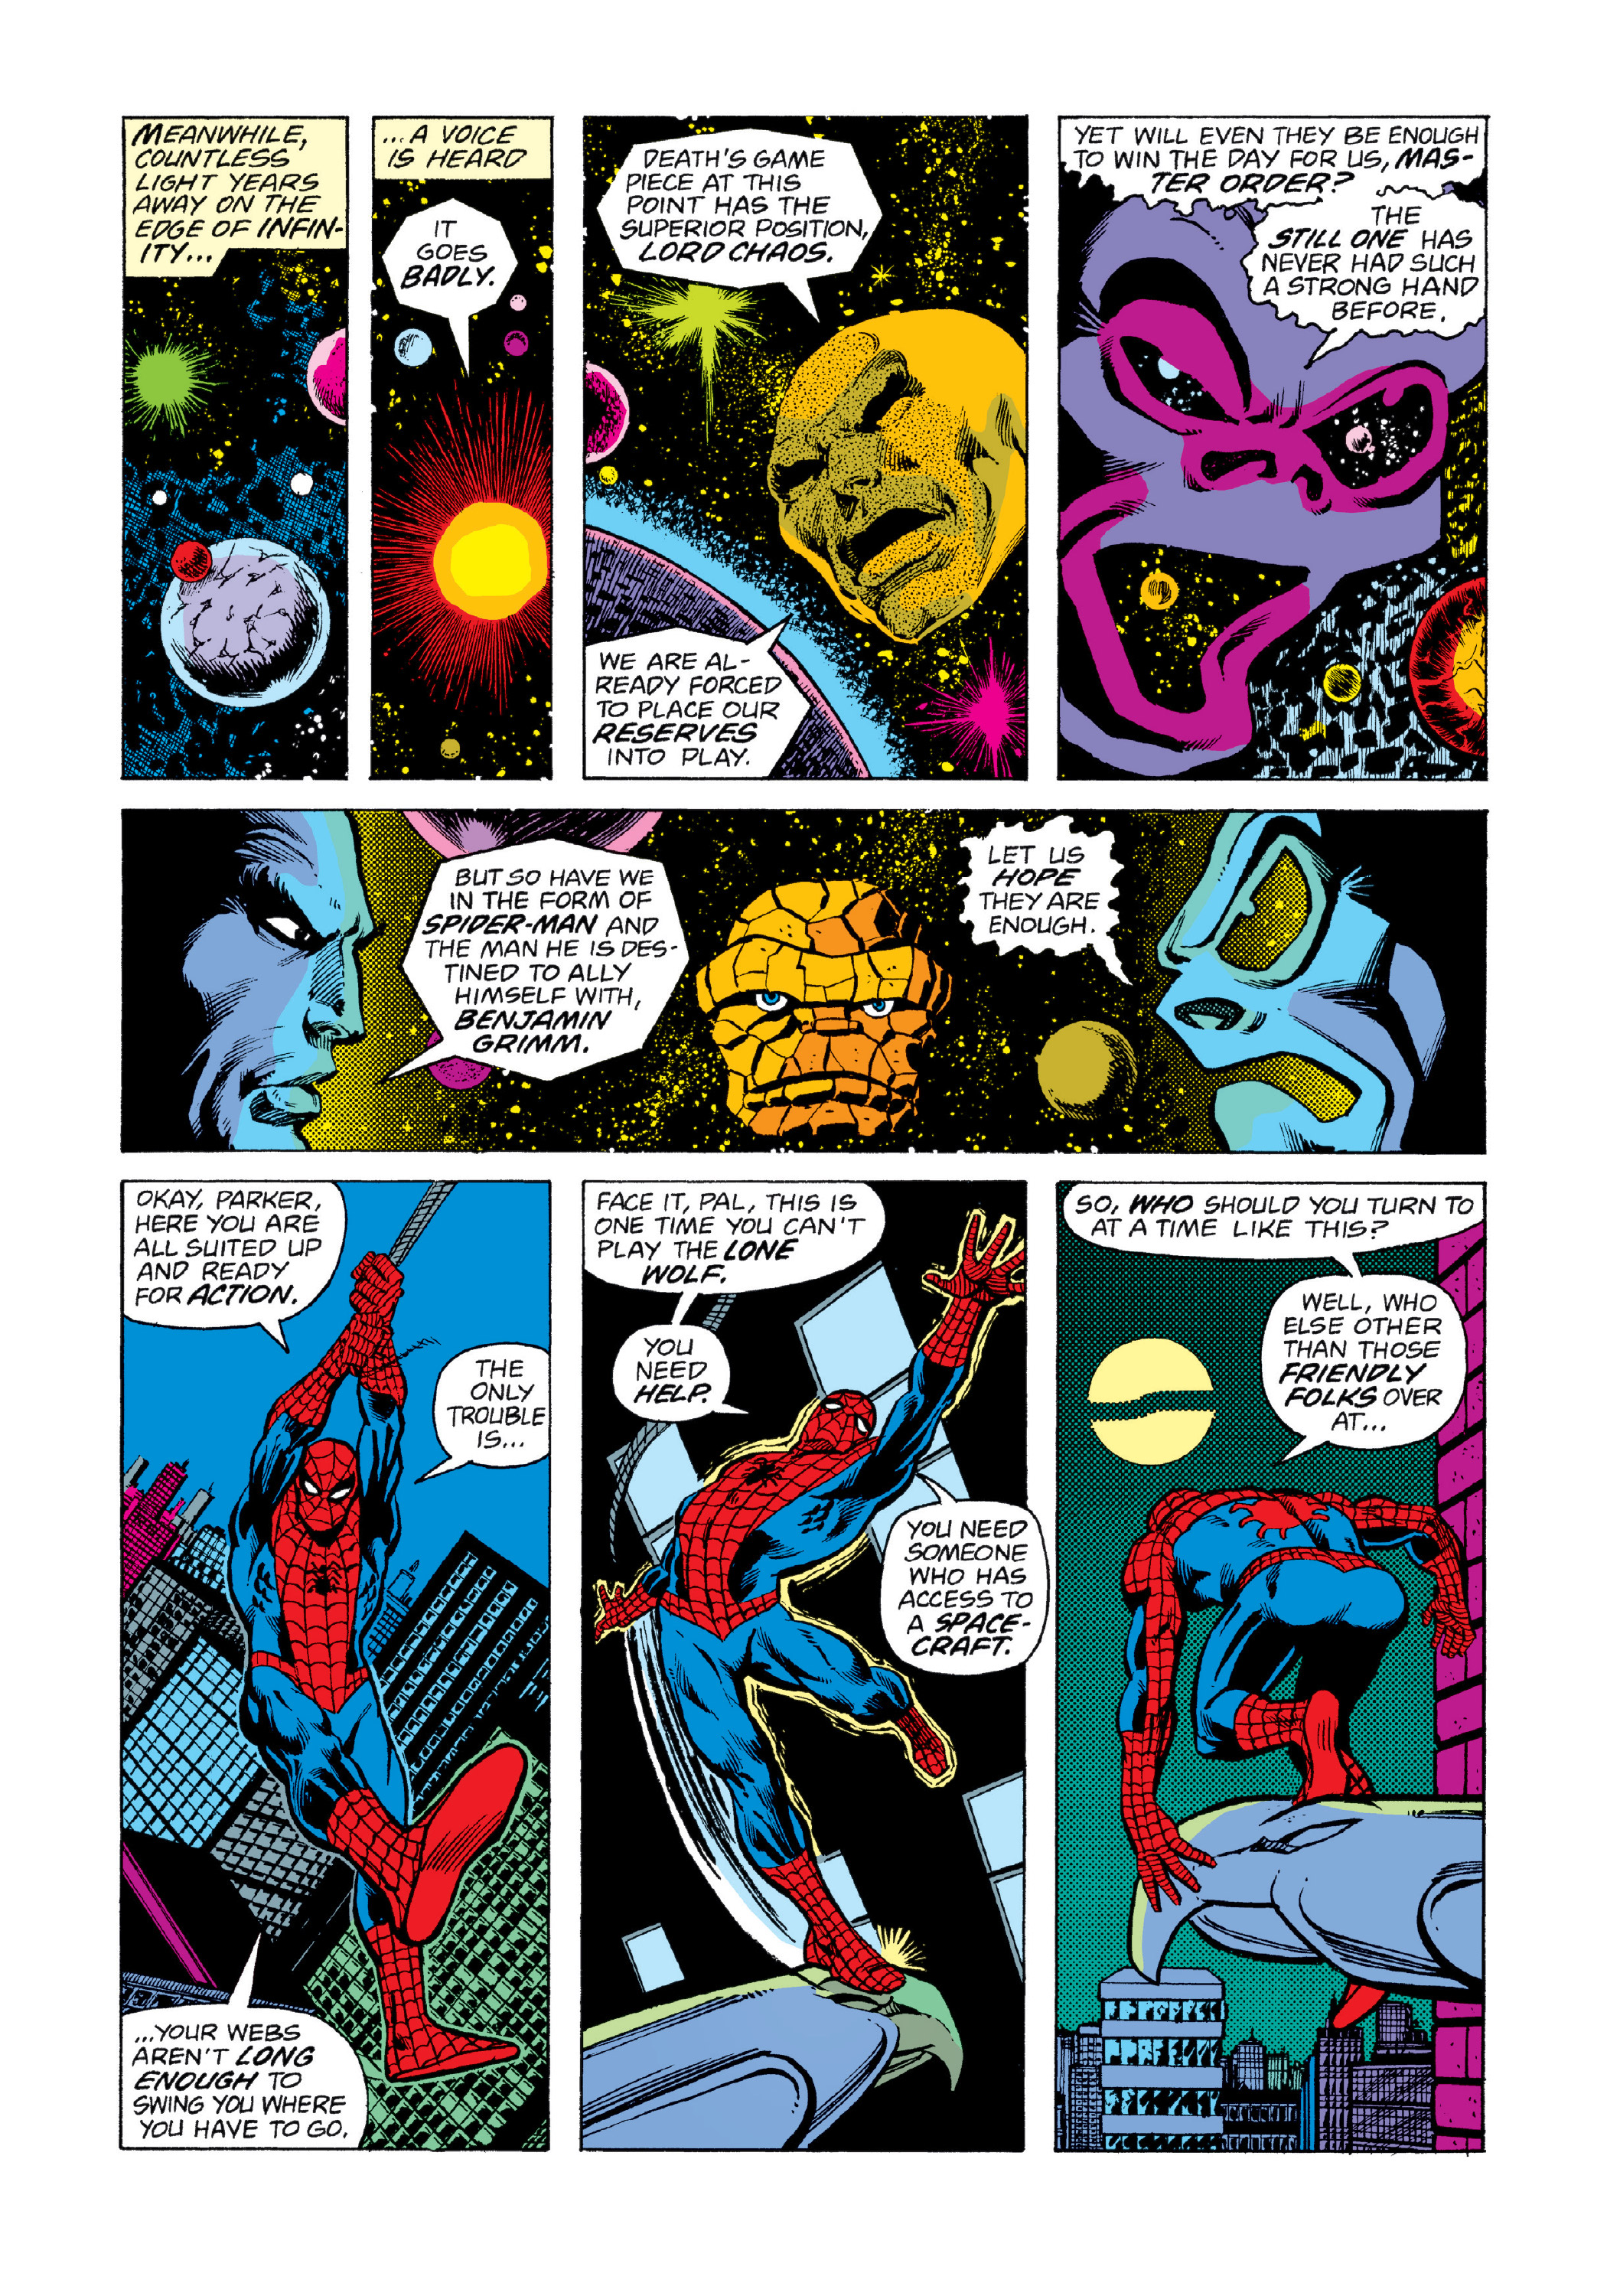 MEANWHILE,
COUNTLESS
LIGHT YEARS
AWAY ON THE
EDGE OF INFIN-
ITY...
...A VOICE
IS HEARD
IT
GOES
BADLY.
DEATH'S GAME
PIECE AT THIS
POINT HAS THE
SUPERIOR POSITION,
LORD CHAOS.
WE ARE AL-
READY FORCED
TO PLACE OUR
RESERVES
INTO PLAY.
YET WILL EVEN THEY BE ENOUGH
TO WIN THE DAY FOR US, MAS-
TER ORDER?
THE
STILL ONE HAS
NEVER HAD SUCH
A STRONG HAND
BEFORE.
BUT SO HAVE WE
IN THE FORM OF
SPIDER-MAN AND
THE MAN HE IS DES-
TINED TO ALLY
HIMSELF WITH,
BENJAMIN
GRIMM.
LET US
HOPE
THEY ARE
ENOUGH.
OKAY, PARKER,
HERE YOU ARE
ALL SUITED UP
AND READY
FOR ACTION.
THE
ONLY
TROUBLE
IS...
...YOUR WEBS
AREN'T LONG
ENOUGH TO
SWING YOU WHERE
YOU HAVE TO GO.
FACE IT, PAL, THIS IS
ONE TIME YOU CAN'T
PLAY THE LONE
WOLF.
YOU
NEED
HELP.
YOU NEED
SOMEONE
WHO HAS
ACCESS TO
A SPACE-
CRAFT.
SO, WHO SHOULD YOU TURN TO
AT A TIME LIKE THIS?
WELL, WHO
ELSE OTHER
THAN THOSE
FRIENDLY
FOLKS OVER
AT...